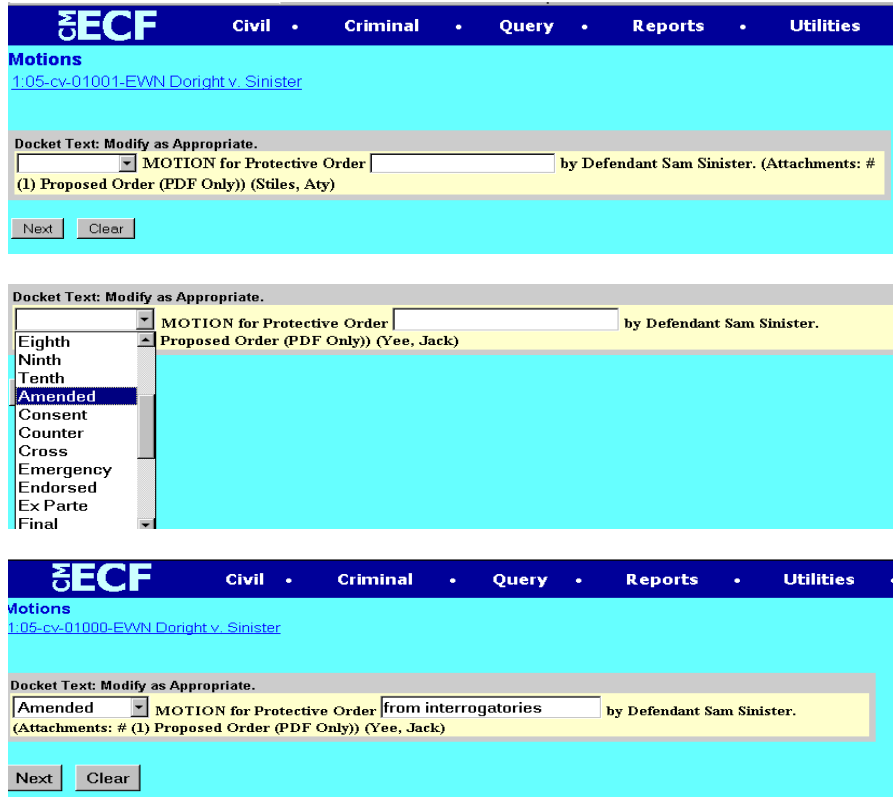 CM ECF Civil • Criminal • Query • Reports • Utilities
Motions
1:05-cv-01001-EWN Doright v. Sinister
Docket Text: Modify as Appropriate.
MOTION for Protective Order by Defendant Sam Sinister. (Attachments: #
(1) Proposed Order (PDF Only)) (Stiles, Aty)
Next Clear
Docket Text: Modify as Appropriate.
MOTION for Protective Order by Defendant Sam Sinister.
Eighth Proposed Order (PDF Only)) (Yee, Jack)
Ninth
Tenth
Amended
Consent
Counter
Cross
Emergency
Endorsed
Ex Parte
Final
CM ECF Civil • Criminal • Query • Reports • Utilities •
Motions
1:05-cv-01000-EWN Doright v. Sinister
Docket Text: Modify as Appropriate.
Amended MOTION for Protective Order from interrogatories by Defendant Sam Sinister.
(Attachments: # (1) Proposed Order (PDF Only)) (Yee, Jack)
Next Clear